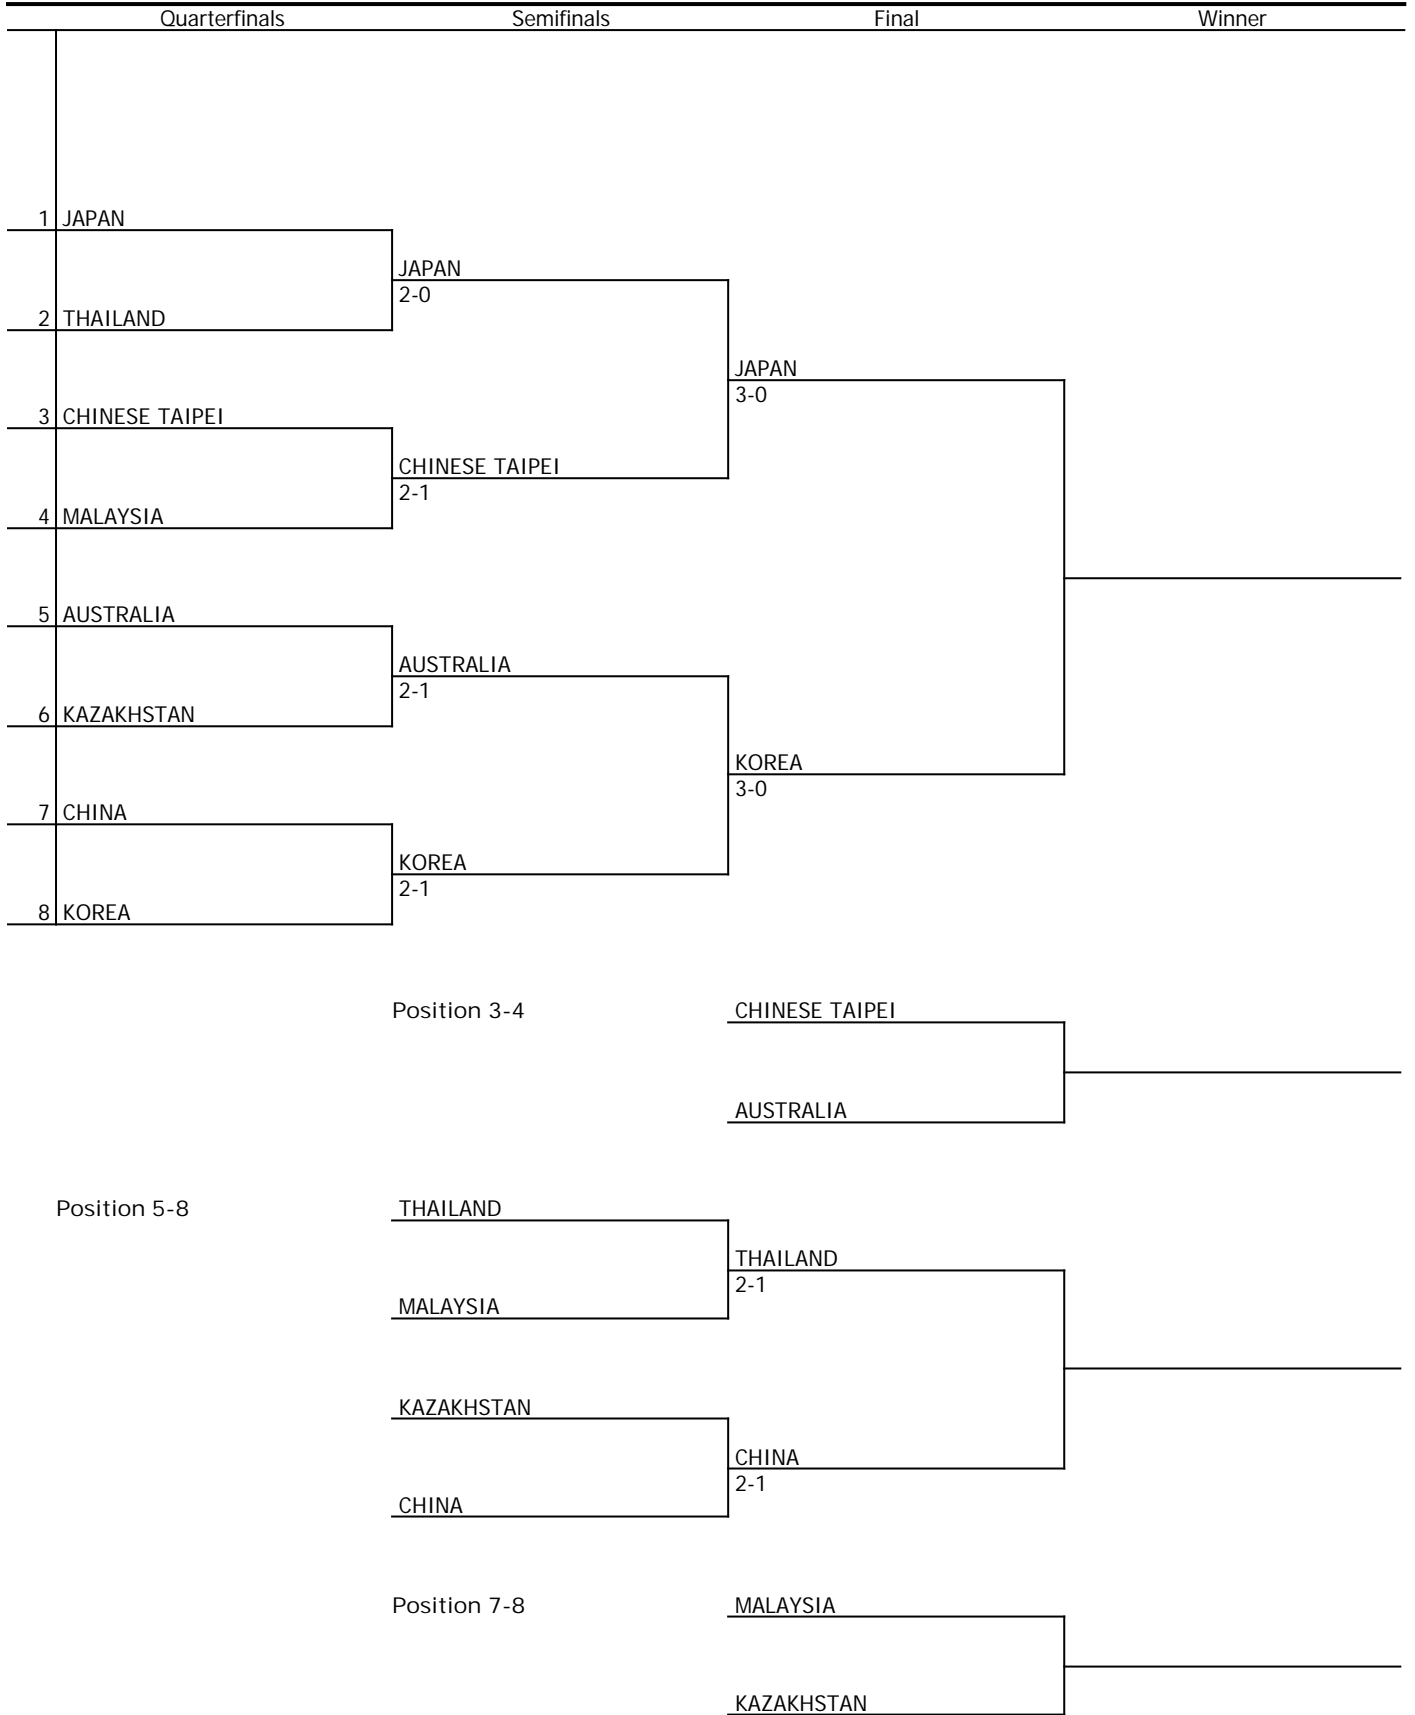 Quarterfinals Semifinals Final Winner
1 JAPAN
JAPAN
2-0
2 THAILAND
JAPAN
3-0
3 CHINESE TAIPEI
CHINESE TAIPEI
2-1
4 MALAYSIA
5 AUSTRALIA
AUSTRALIA
2-1
6 KAZAKHSTAN
KOREA
3-0
7 CHINA
KOREA
2-1
8 KOREA
Position 3-4 CHINESE TAIPEI
AUSTRALIA
Position 5-8 THAILAND
THAILAND
2-1
MALAYSIA
KAZAKHSTAN
CHINA
2-1
CHINA
Position 7-8 MALAYSIA
KAZAKHSTAN